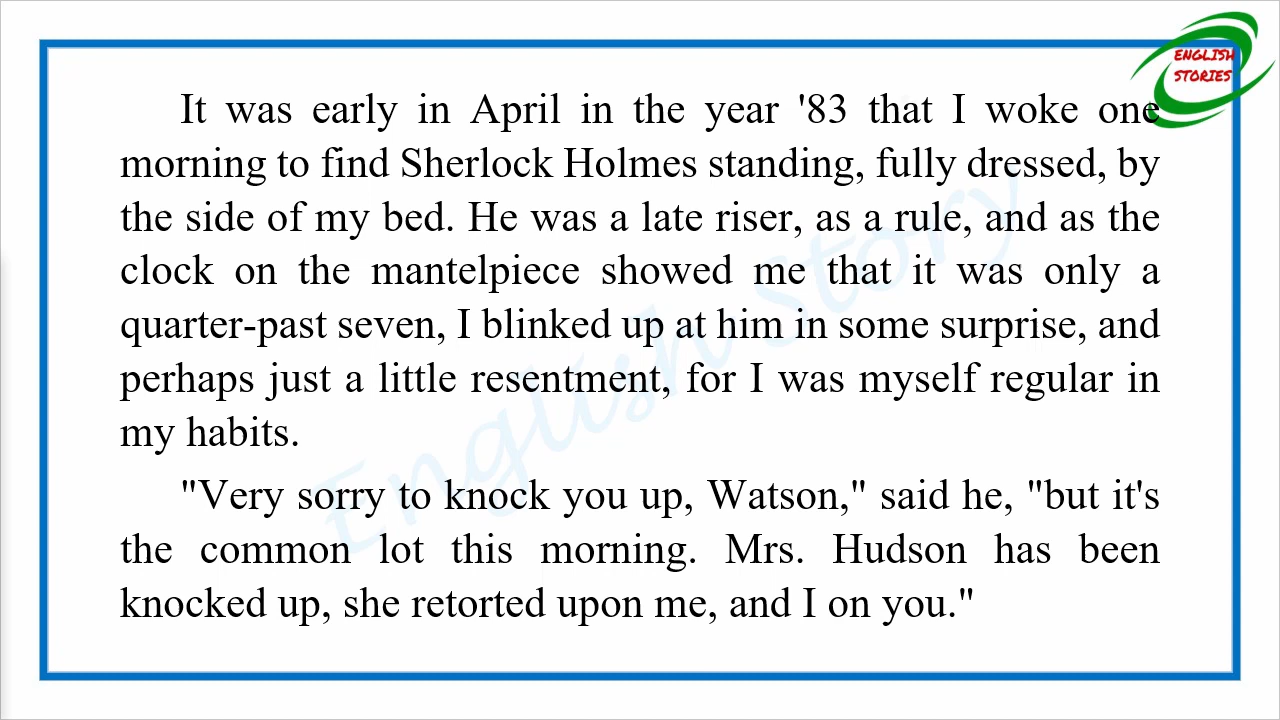 ENGLISH
STORIES
It was early in April in the year '83 that I woke one
morning to find Sherlock Holmes standing, fully dressed, by
the side of my bed. He was a late riser, as a rule, and as the
clock on the mantelpiece showed me that it was only a
quarter-past seven, I blinked up at him in some surprise, and
perhaps just a little resentment, for I was myself regular in
my habits.
"Very sorry to knock you up, Watson," said he, "but it's
the common lot this morning. Mrs. Hudson has been
knocked up, she retorted upon me, and I on you."
English Story